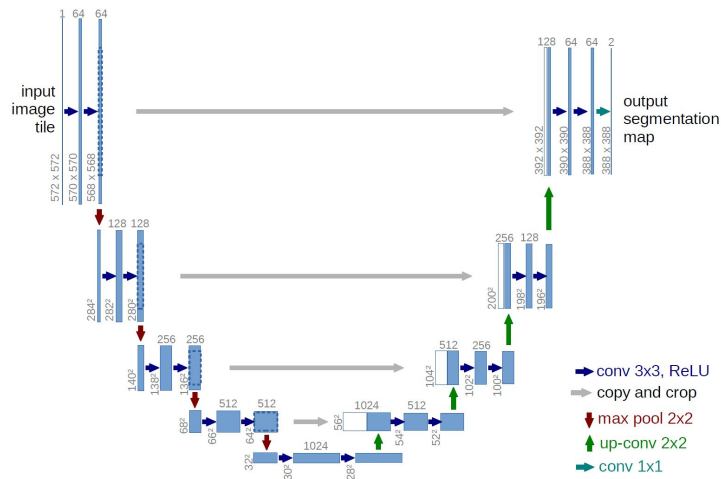 1 64 64
128 64 64 2
input
image
tile
output
segmentation
map
572 x 572
570 x 570
568 x 568
392 x 392
390 x 390
388 x 388
388 x 388
128 128
256 128
284²
282²
280²
200²
198²
196²
256 256
512 256
140²
138²
136²
104²
102²
100²
512 512
1024 512
68²
66²
64²
56²
54²
52²
1024
32²
30²
28²
conv 3x3, ReLU
copy and crop
max pool 2x2
up-conv 2x2
conv 1x1